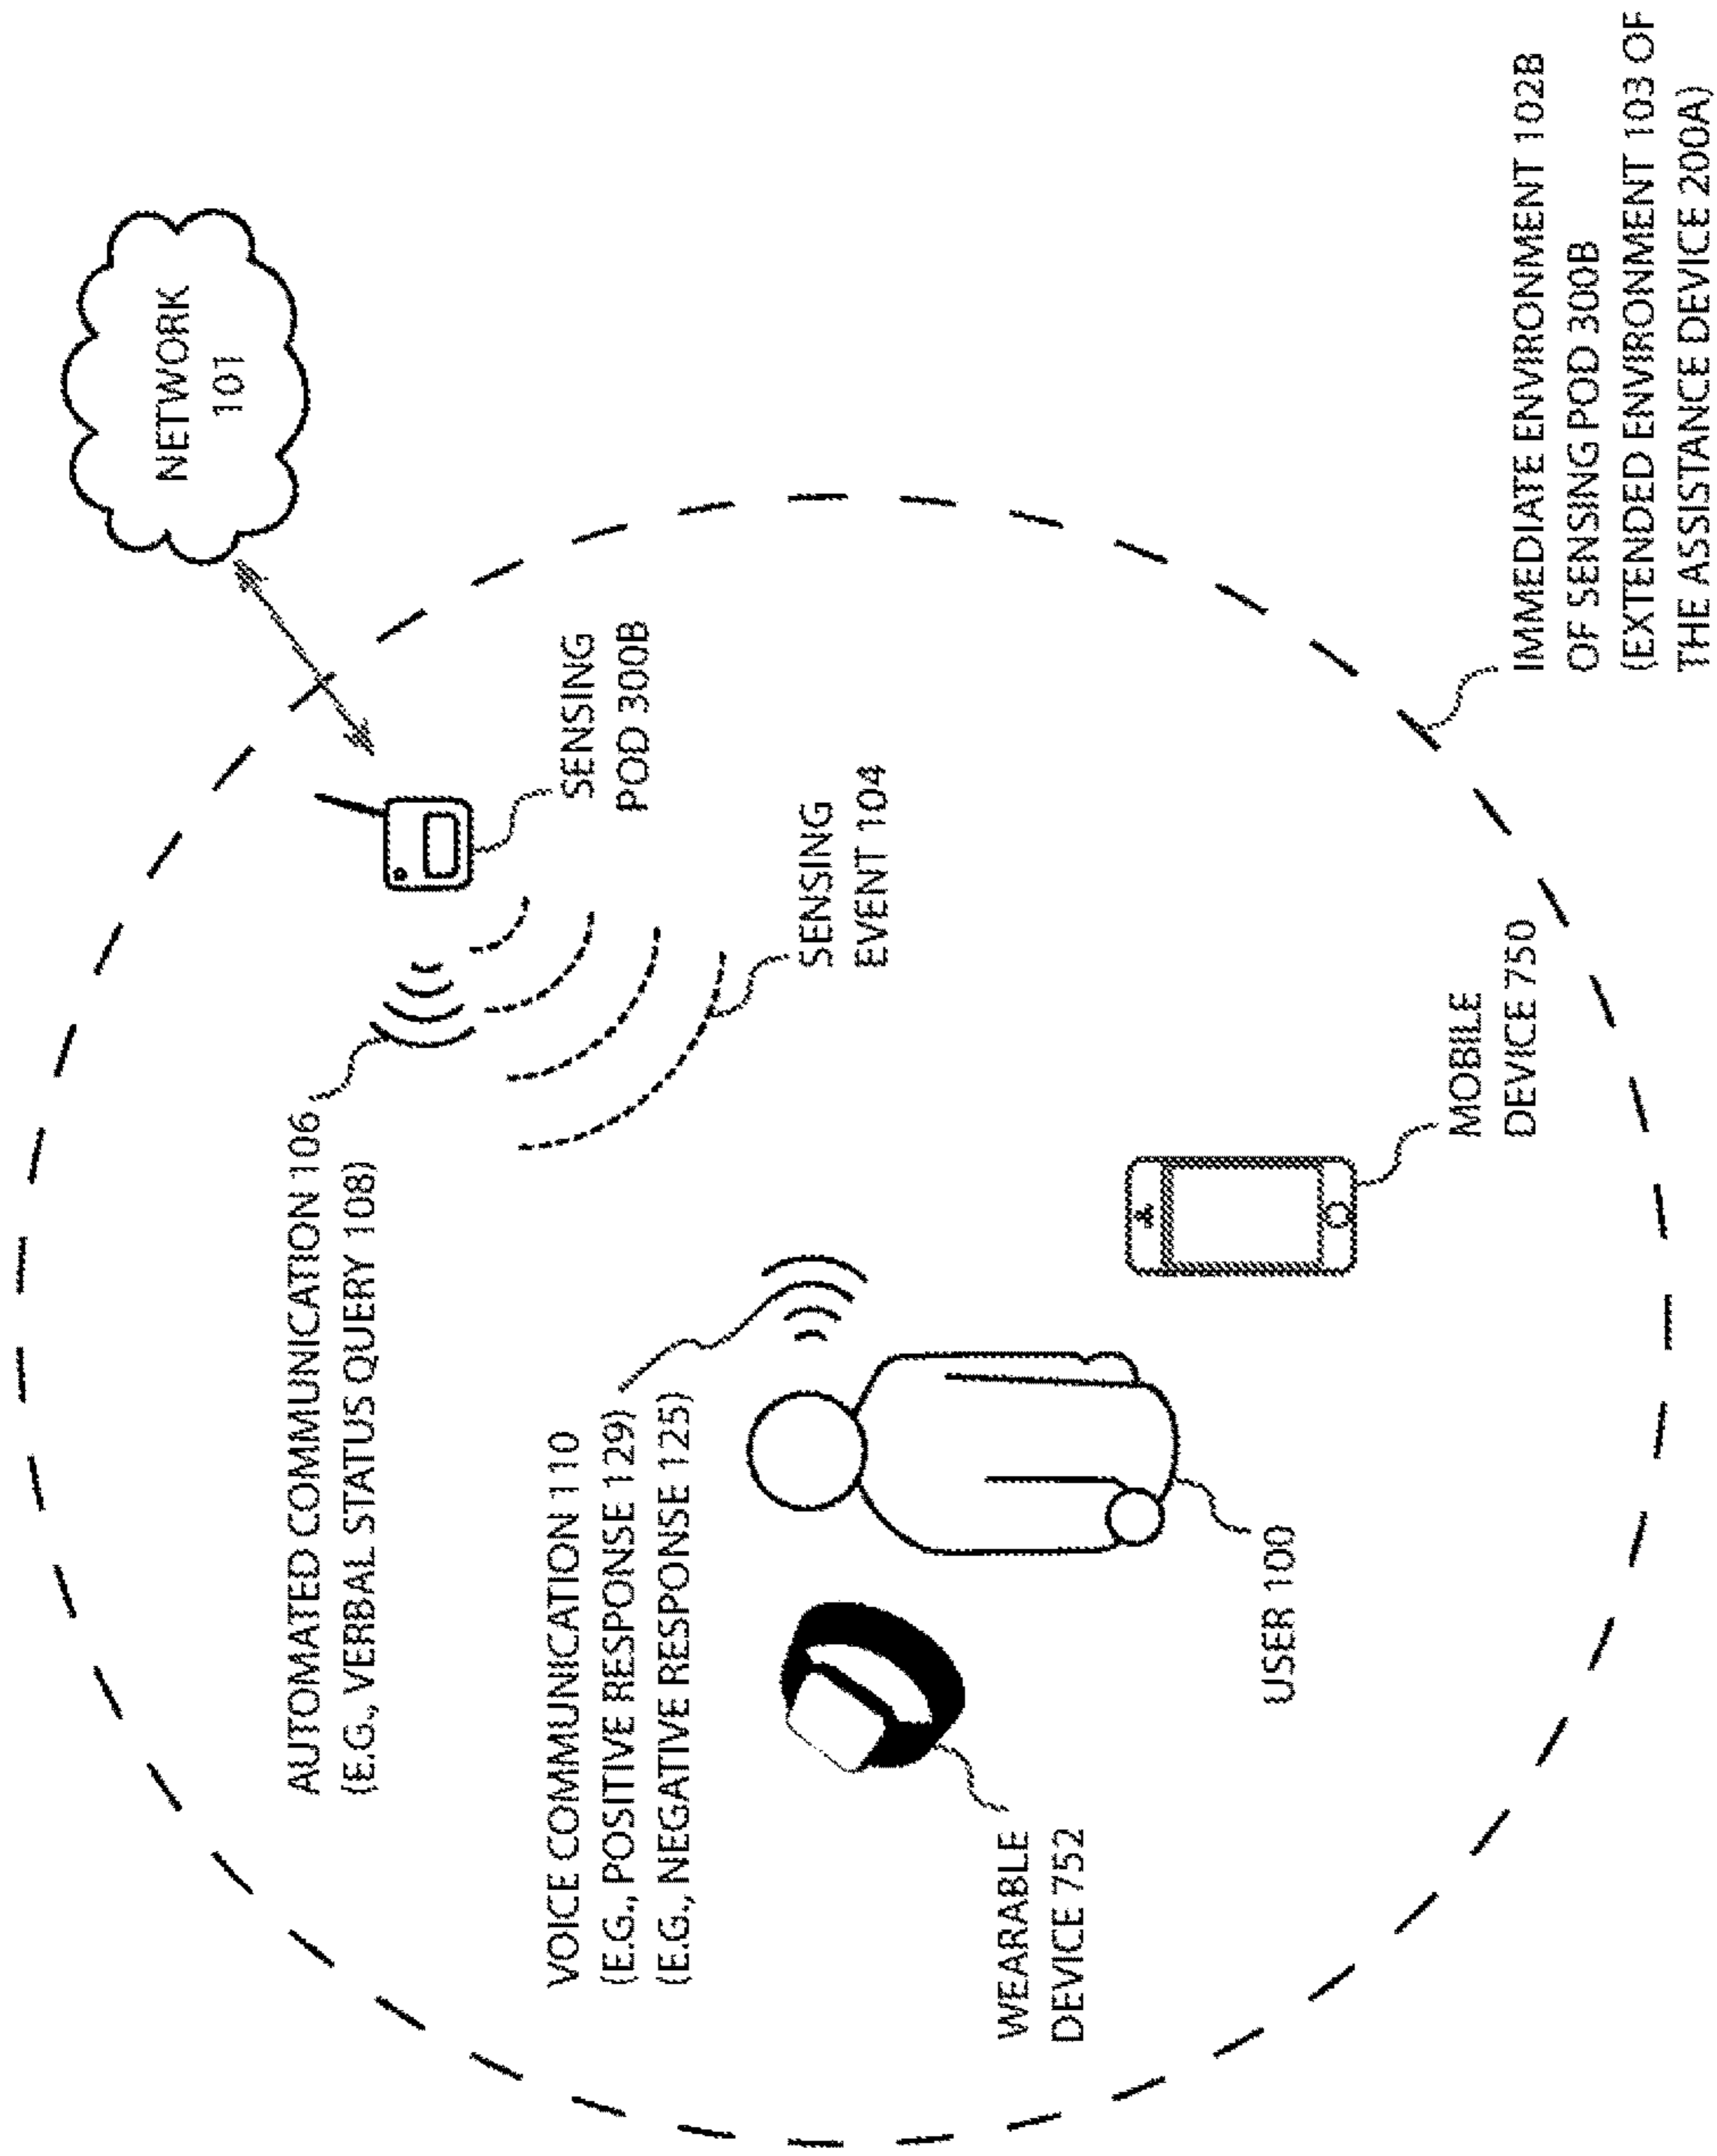 NETWORK
101
AUTOMATED COMMUNICATION 106
(E.G., VERBAL STATUS QUERY 108)
SENSING
POD 300B
VOICE COMMUNICATION 110
(E.G., POSITIVE RESPONSE 129)
(E.G., NEGATIVE RESPONSE 125)
SENSING
EVENT 104
WEARABLE
DEVICE 752
USER 100
MOBILE
DEVICE 750
IMMEDIATE ENVIRONMENT 102B
OF SENSING POD 300B
(EXTENDED ENVIRONMENT 103 OF
THE ASSISTANCE DEVICE 200A)